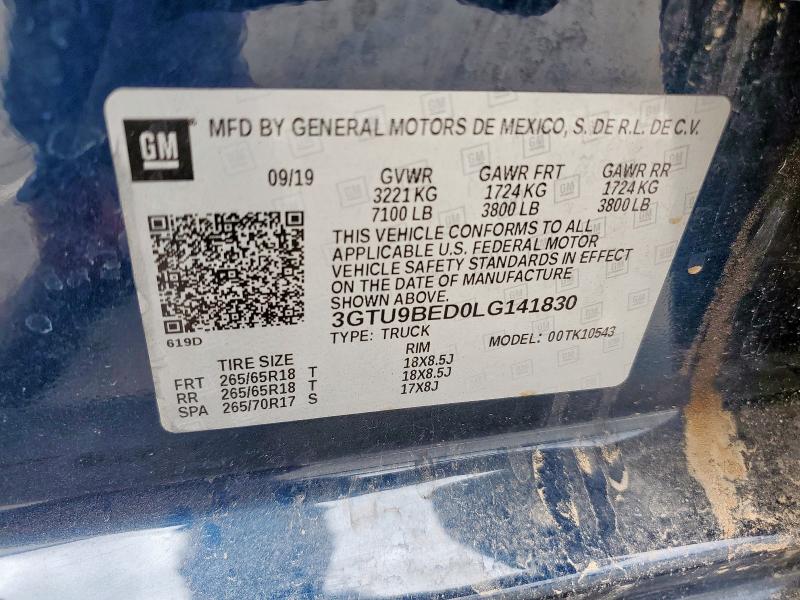 GM MFD BY GENERAL MOTORS DE MEXICO, S. DE R.L. DE C.V.
09/19 GVWR GAWR FRT GAWR RR
3221 KG 1724 KG 1724 KG
7100 LB 3800 LB 3800 LB
THIS VEHICLE CONFORMS TO ALL
APPLICABLE U.S. FEDERAL MOTOR
VEHICLE SAFETY STANDARDS IN EFFECT
ON THE DATE OF MANUFACTURE
SHOWN ABOVE.
3GTU9BED0LG141830
619D TYPE: TRUCK MODEL: 00TK10543
TIRE SIZE RIM
FRT 265/65R18 T 18X8.5J
RR 265/65R18 T 18X8.5J
SPA 265/70R17 S 17X8J